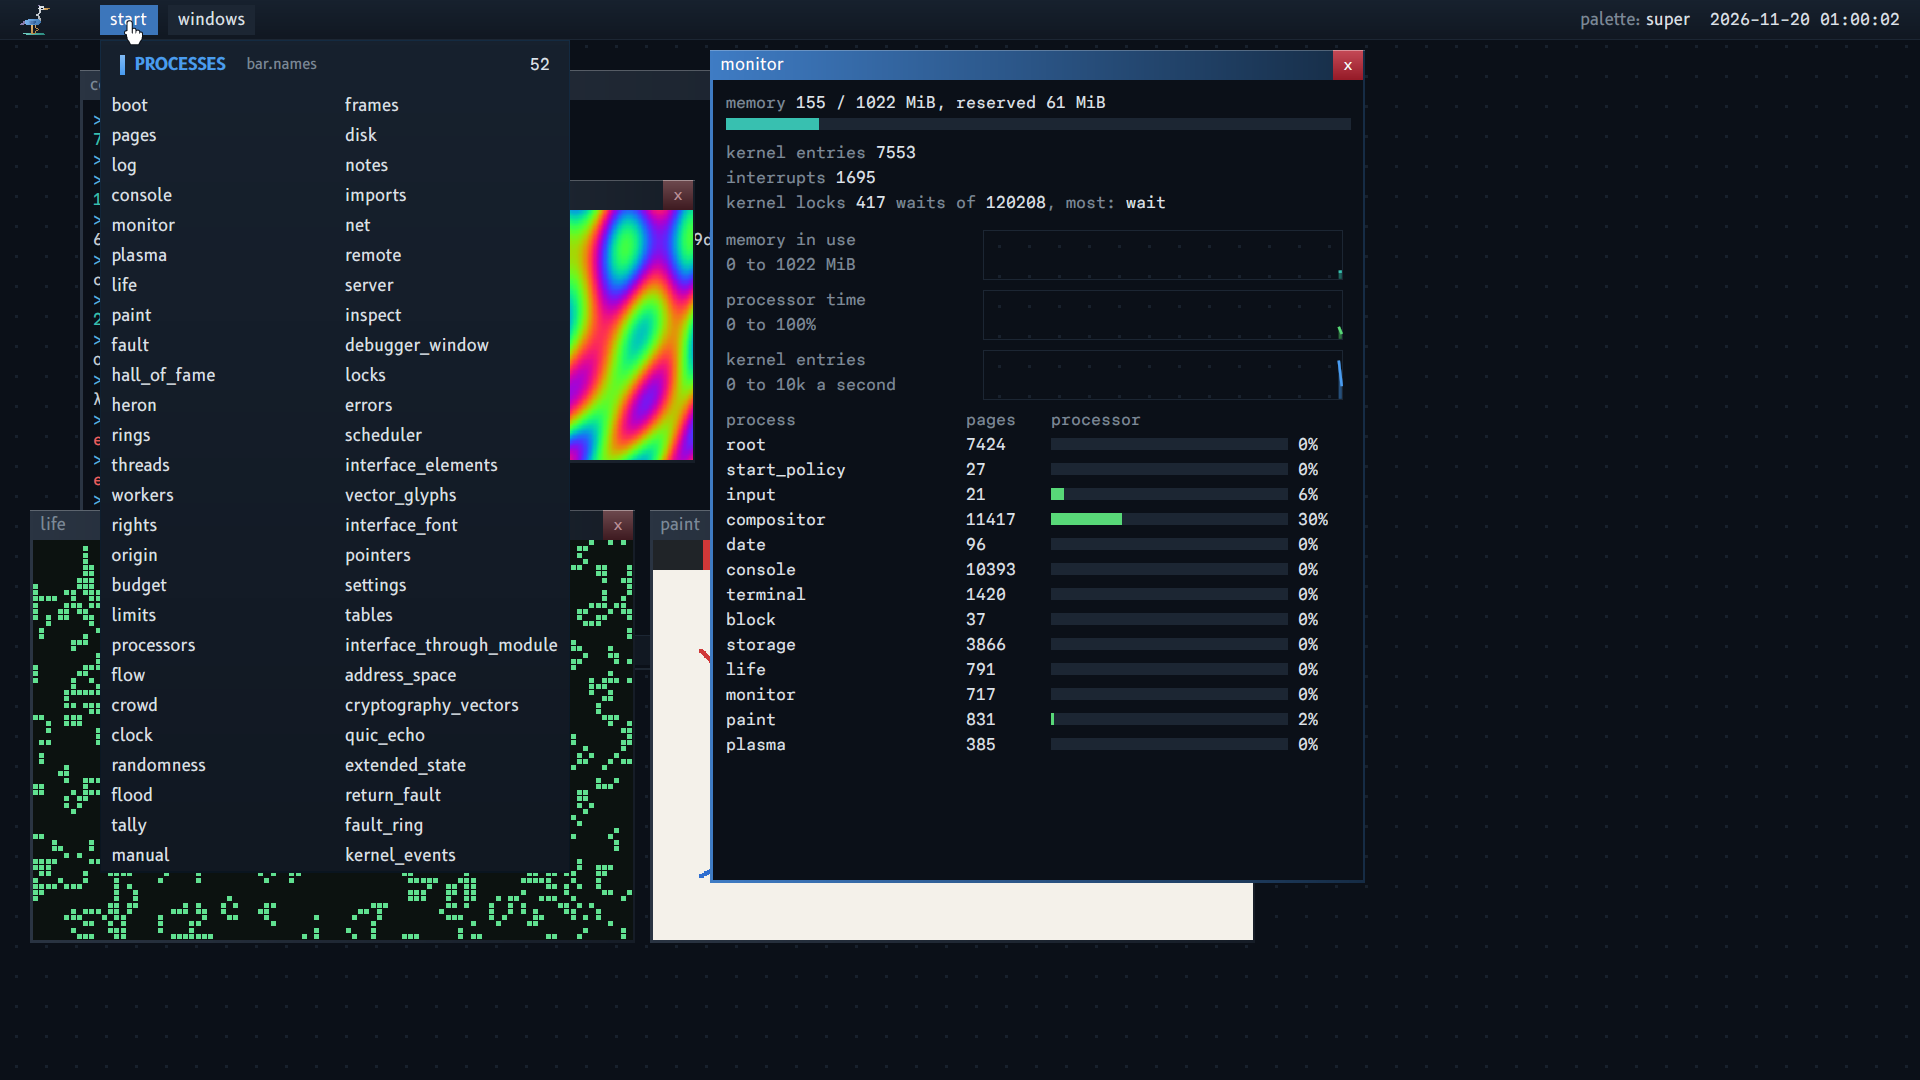 start windows palette: super 2026-11-20 01:00:02
PROCESSES bar.names 52
boot frames
pages disk
log notes
console imports
monitor net
plasma remote
life server
paint inspect
fault debugger_window
hall_of_fame locks
heron errors
rings scheduler
threads interface_elements
workers vector_glyphs
rights interface_font
origin pointers
budget settings
limits tables
processors interface_through_module
flow address_space
crowd cryptography_vectors
clock quic_echo
randomness extended_state
flood return_fault
tally fault_ring
manual kernel_events
x
life x
paint
monitor x
memory 155 / 1022 MiB, reserved 61 MiB
kernel entries 7553
interrupts 1695
kernel locks 417 waits of 120208, most: wait
memory in use
0 to 1022 MiB
processor time
0 to 100%
kernel entries
0 to 10k a second
process pages processor
root 7424 0%
start_policy 27 0%
input 21 6%
compositor 11417 30%
date 96 0%
console 10393 0%
terminal 1420 0%
block 37 0%
storage 3866 0%
life 791 0%
monitor 717 0%
paint 831 2%
plasma 385 0%